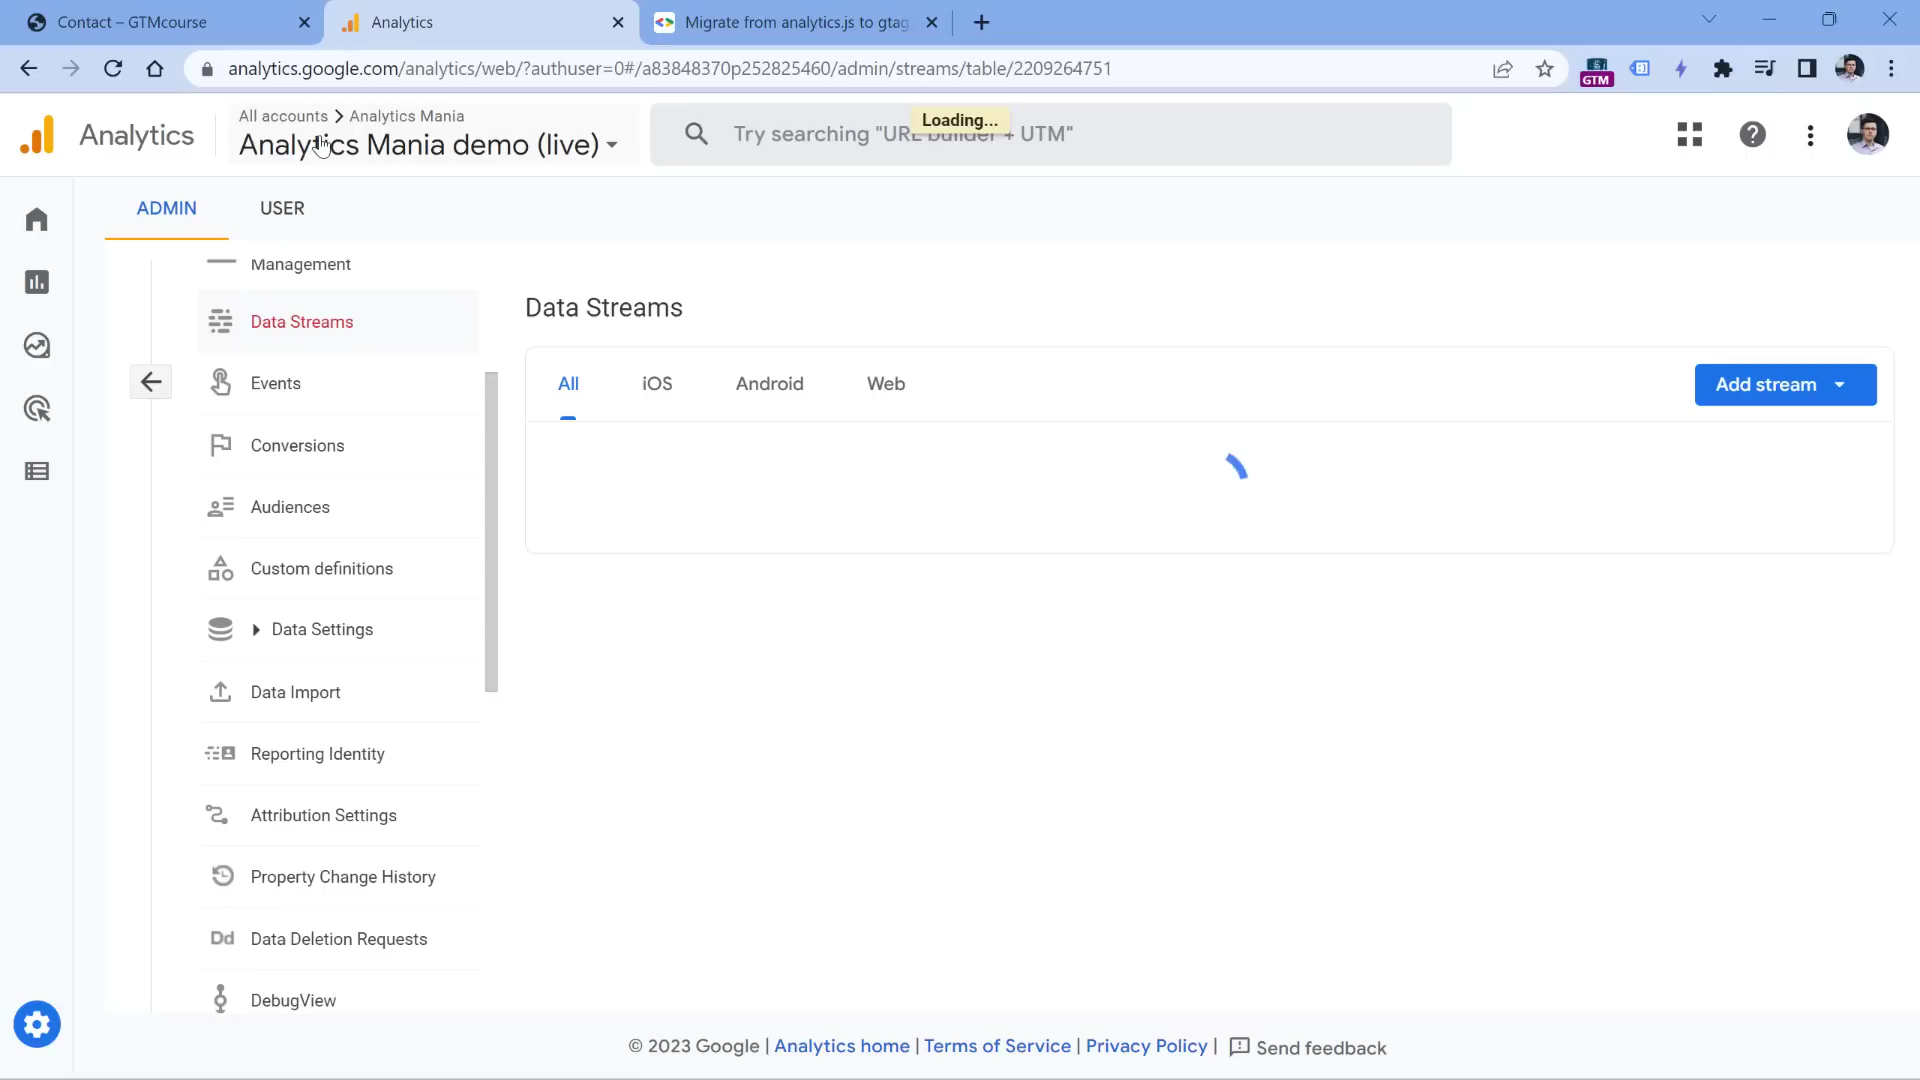 Contact – GTMcourse
Analytics
Migrate from analytics.js to gtag
analytics.google.com/analytics/web/?authuser=0#/a83848370p252825460/admin/streams/table/2209264751
GTM
Analytics
All accounts > Analytics Mania
Analytics Mania demo (live)
Try searching "URL builder + UTM"
Loading...
ADMIN
USER
Management
Data Streams
Events
Conversions
Audiences
Custom definitions
Data Settings
Data Import
Reporting Identity
Attribution Settings
Property Change History
Dd Data Deletion Requests
DebugView
Data Streams
All
iOS
Android
Web
Add stream
© 2023 Google | Analytics home | Terms of Service | Privacy Policy | Send feedback